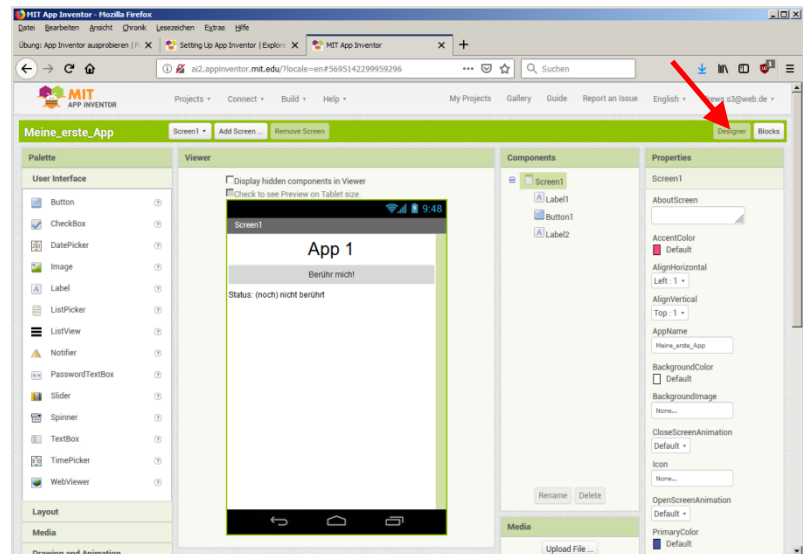 MIT App Inventor - Mozilla Firefox
Datei Bearbeiten Ansicht Chronik Lesezeichen Extras Hilfe
Übung: App Inventor ausprobieren | Fi
Setting Up App Inventor | Explore
MIT App Inventor
ai2.appinventor.mit.edu/?locale=en#5695142299959296
Suchen
MIT
APP INVENTOR
Projects Connect Build Help My Projects Gallery Guide Report an Issue English
Meine_erste_App
Screen1 Add Screen ... Remove Screen Designer Blocks
Palette
User Interface
Button
CheckBox
DatePicker
Image
Label
ListPicker
ListView
Notifier
PasswordTextBox
Slider
Spinner
TextBox
TimePicker
WebViewer
Layout
Media
Drawing and Animation
Viewer
Display hidden components in Viewer
Check to see Preview on Tablet size.
9:48
Screen1
App 1
Berühr mich!
Status: (noch) nicht berührt
Components
Screen1
Label1
Button1
Label2
Rename Delete
Media
Upload File ...
Properties
Screen1
AboutScreen
AccentColor
Default
AlignHorizontal
Left : 1
AlignVertical
Top : 1
AppName
Meine_erste_App
BackgroundColor
Default
BackgroundImage
None...
CloseScreenAnimation
Default
Icon
None...
OpenScreenAnimation
Default
PrimaryColor
Default